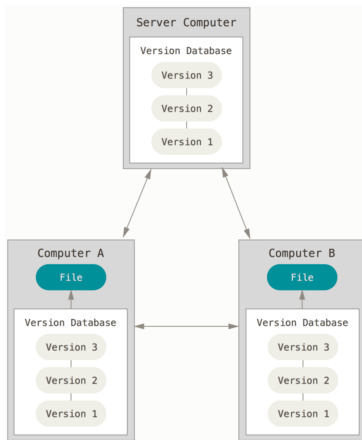 Server Computer
Version Database
Version 3
Version 2
Version 1
Computer A
File
Version Database
Version 3
Version 2
Version 1
Computer B
File
Version Database
Version 3
Version 2
Version 1